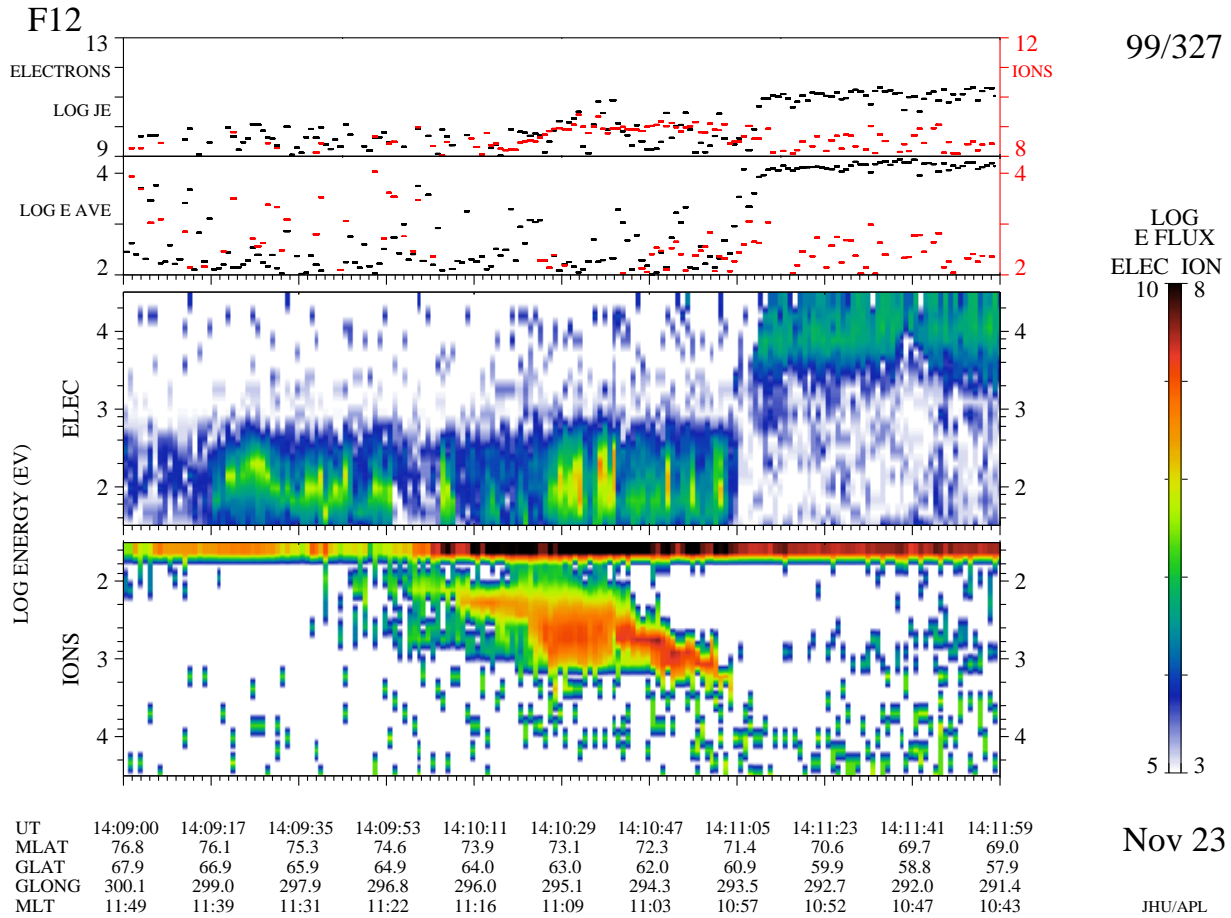 F12
99/327
13
12
ELECTRONS
IONS
LOG JE
9
8
4
4
LOG E AVE
2
2
LOG
E FLUX
ELEC ION
10 8
4
4
ELEC
3
3
2
2
5 3
LOG ENERGY (EV)
2
2
IONS
3
3
4
4
UT 14:09:00 14:09:17 14:09:35 14:09:53 14:10:11 14:10:29 14:10:47 14:11:05 14:11:23 14:11:41 14:11:59
MLAT 76.8 76.1 75.3 74.6 73.9 73.1 72.3 71.4 70.6 69.7 69.0
GLAT 67.9 66.9 65.9 64.9 64.0 63.0 62.0 60.9 59.9 58.8 57.9
GLONG 300.1 299.0 297.9 296.8 296.0 295.1 294.3 293.5 292.7 292.0 291.4
MLT 11:49 11:39 11:31 11:22 11:16 11:09 11:03 10:57 10:52 10:47 10:43
Nov 23
JHU/APL